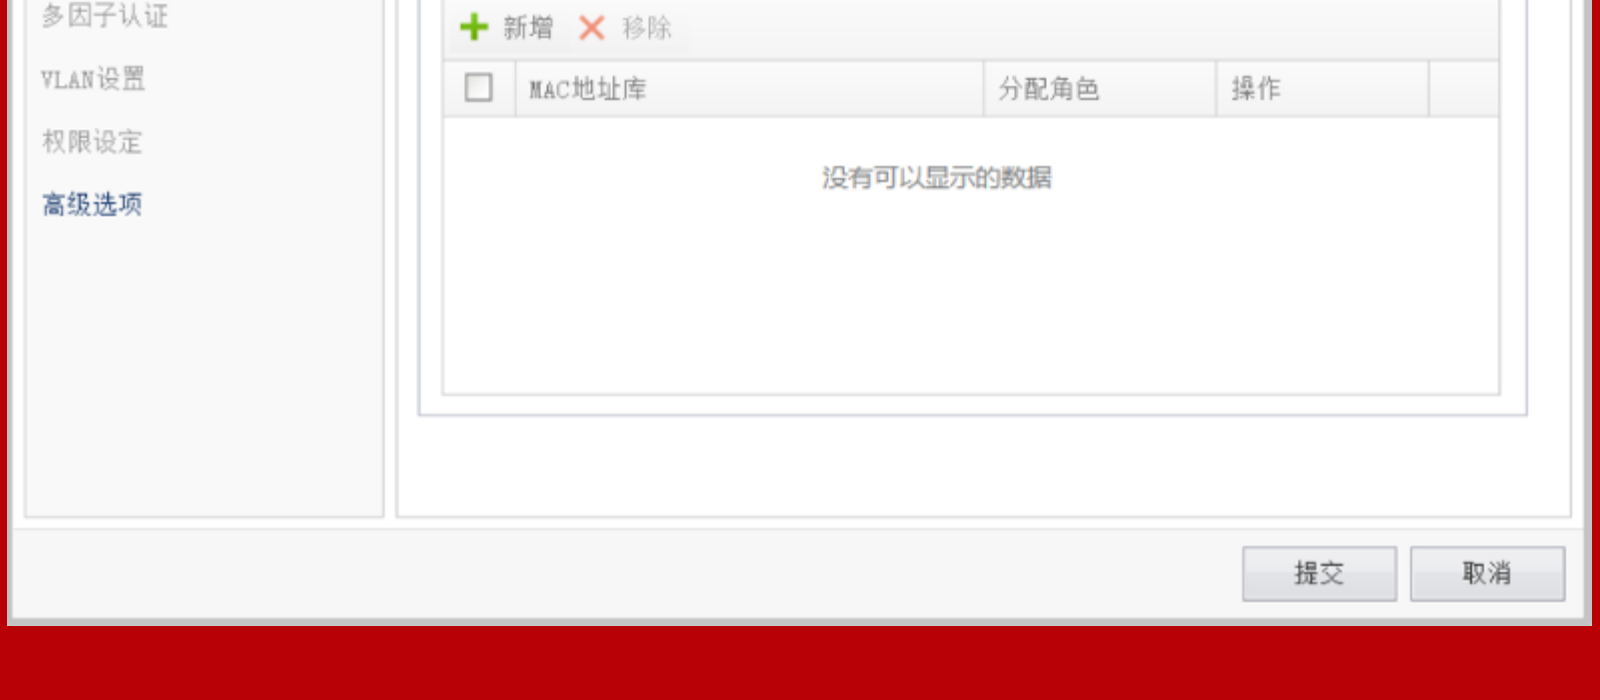 多因子认证
VLAN设置
权限设定
高级选项
新增 移除
MAC地址库 分配角色 操作
没有可以显示的数据
提交 取消